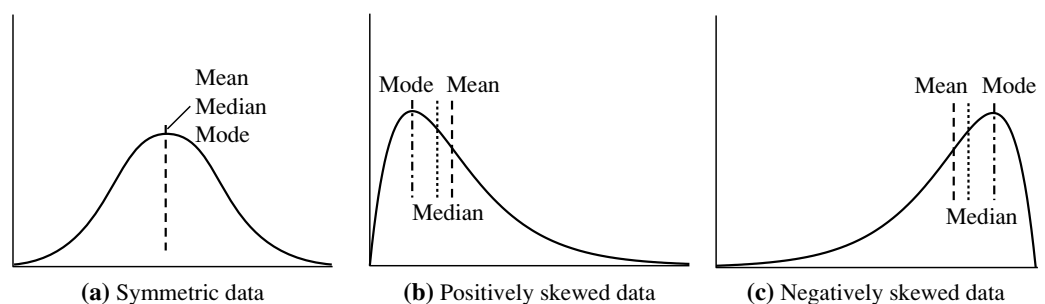 Mean
Median
Mode
Mode
Mean
Median
Mean
Mode
Median
(a) Symmetric data
(b) Positively skewed data
(c) Negatively skewed data